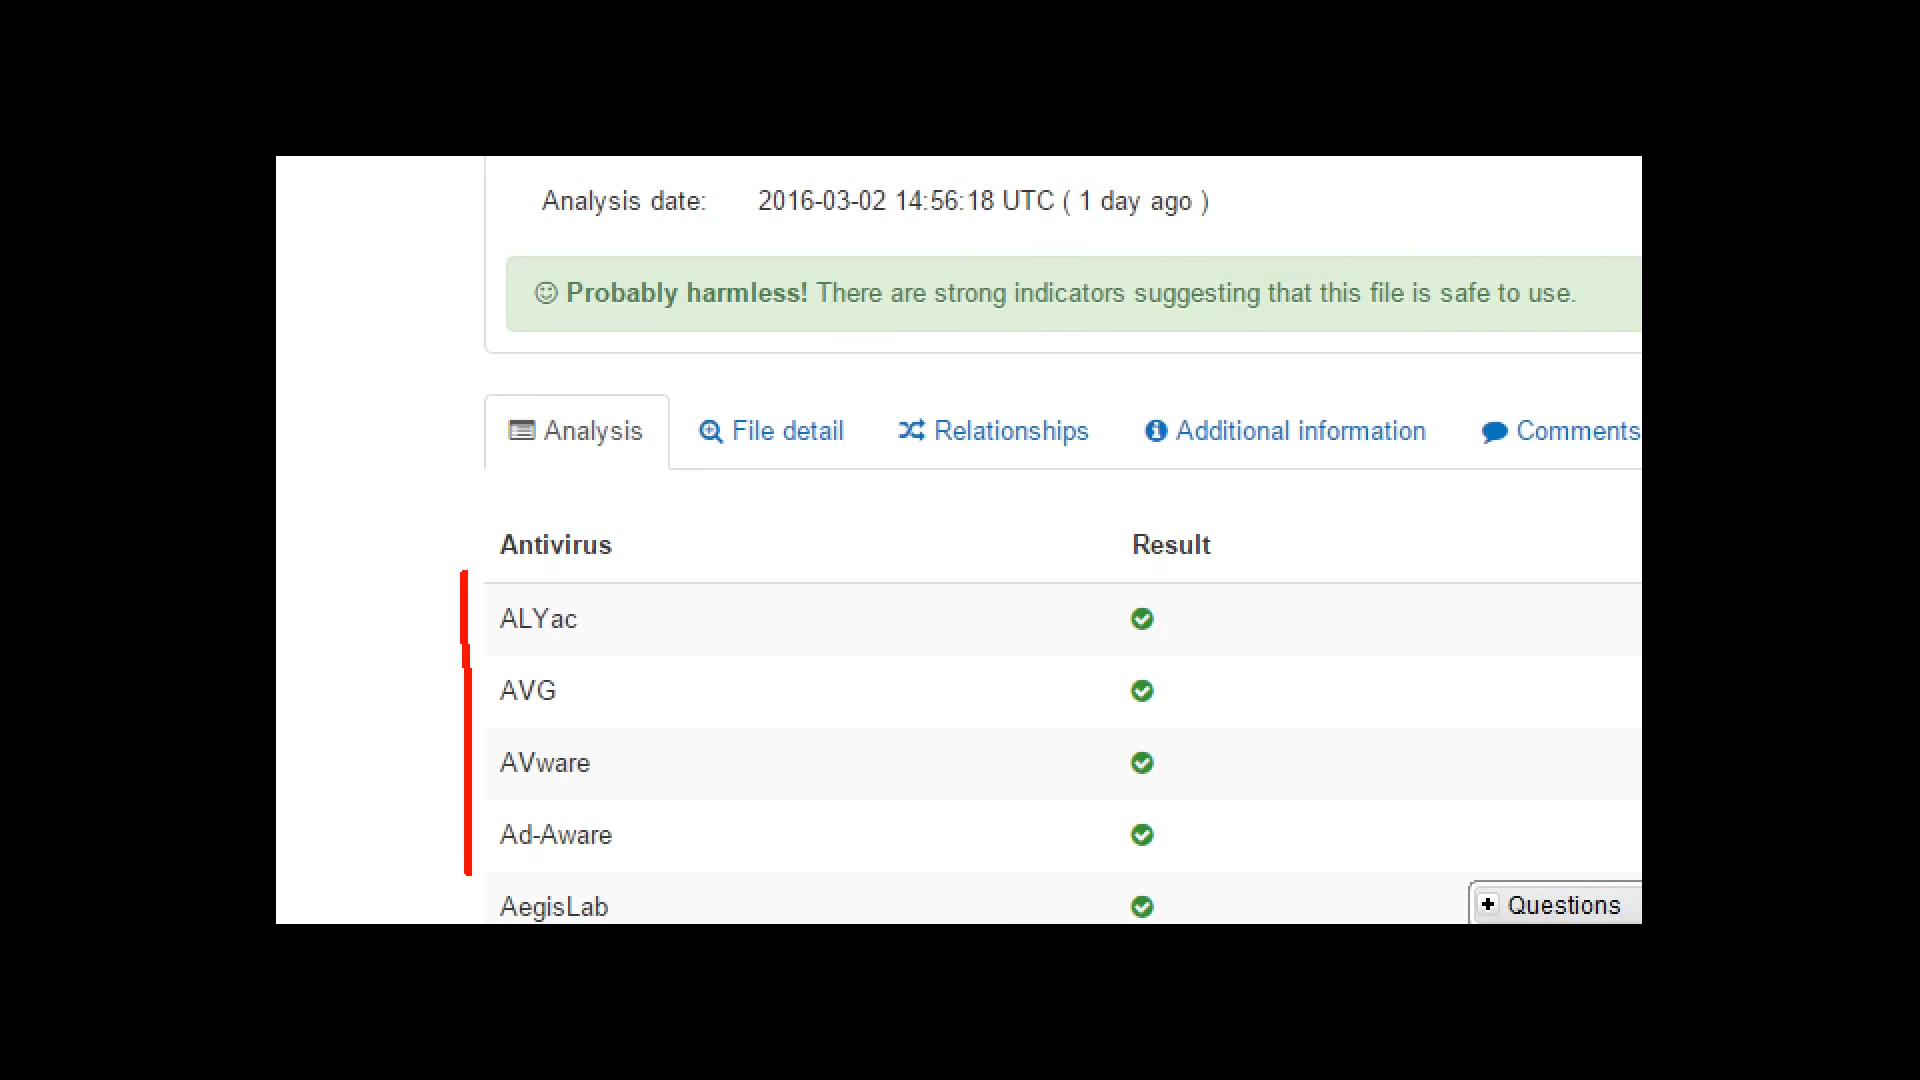 Analysis date: 2016-03-02 14:56:18 UTC ( 1 day ago )
Probably harmless! There are strong indicators suggesting that this file is safe to use.
Analysis File detail Relationships Additional information Comments
Antivirus Result
ALYac
AVG
AVware
Ad-Aware
AegisLab
Questions